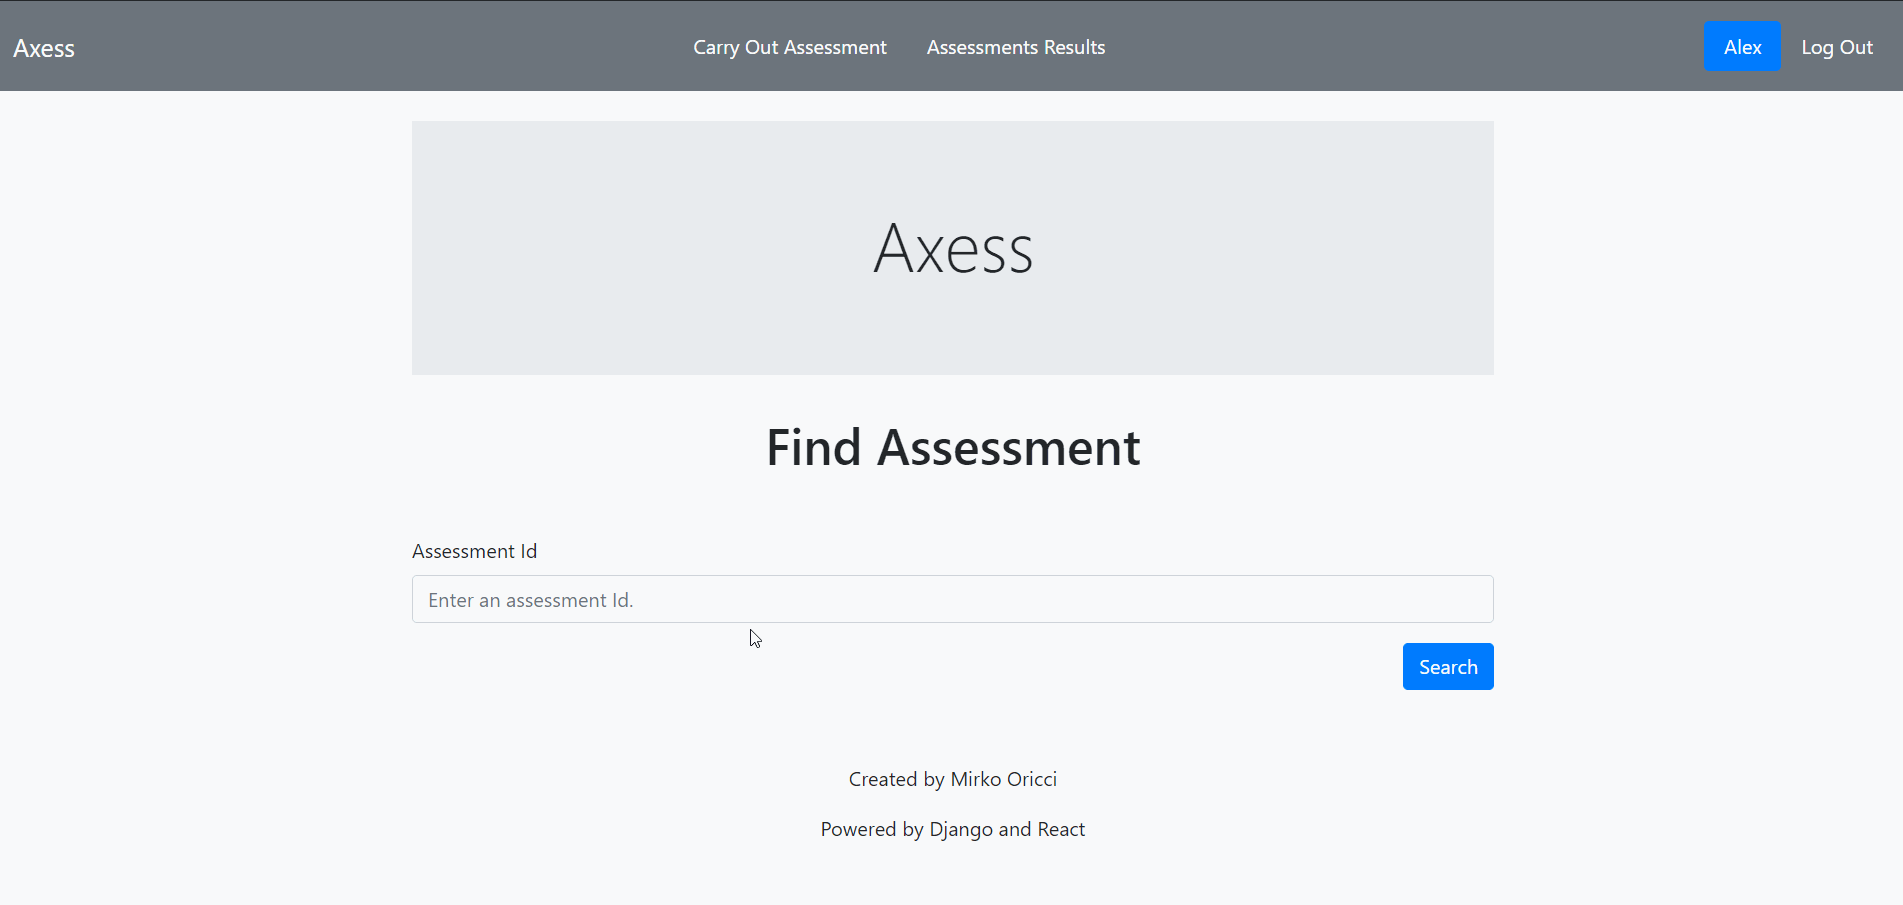 Axess
Carry Out Assessment
Assessments Results
Alex
Log Out
Axess
Find Assessment
Assessment Id
Enter an assessment Id.
Search
Created by Mirko Oricci
Powered by Django and React